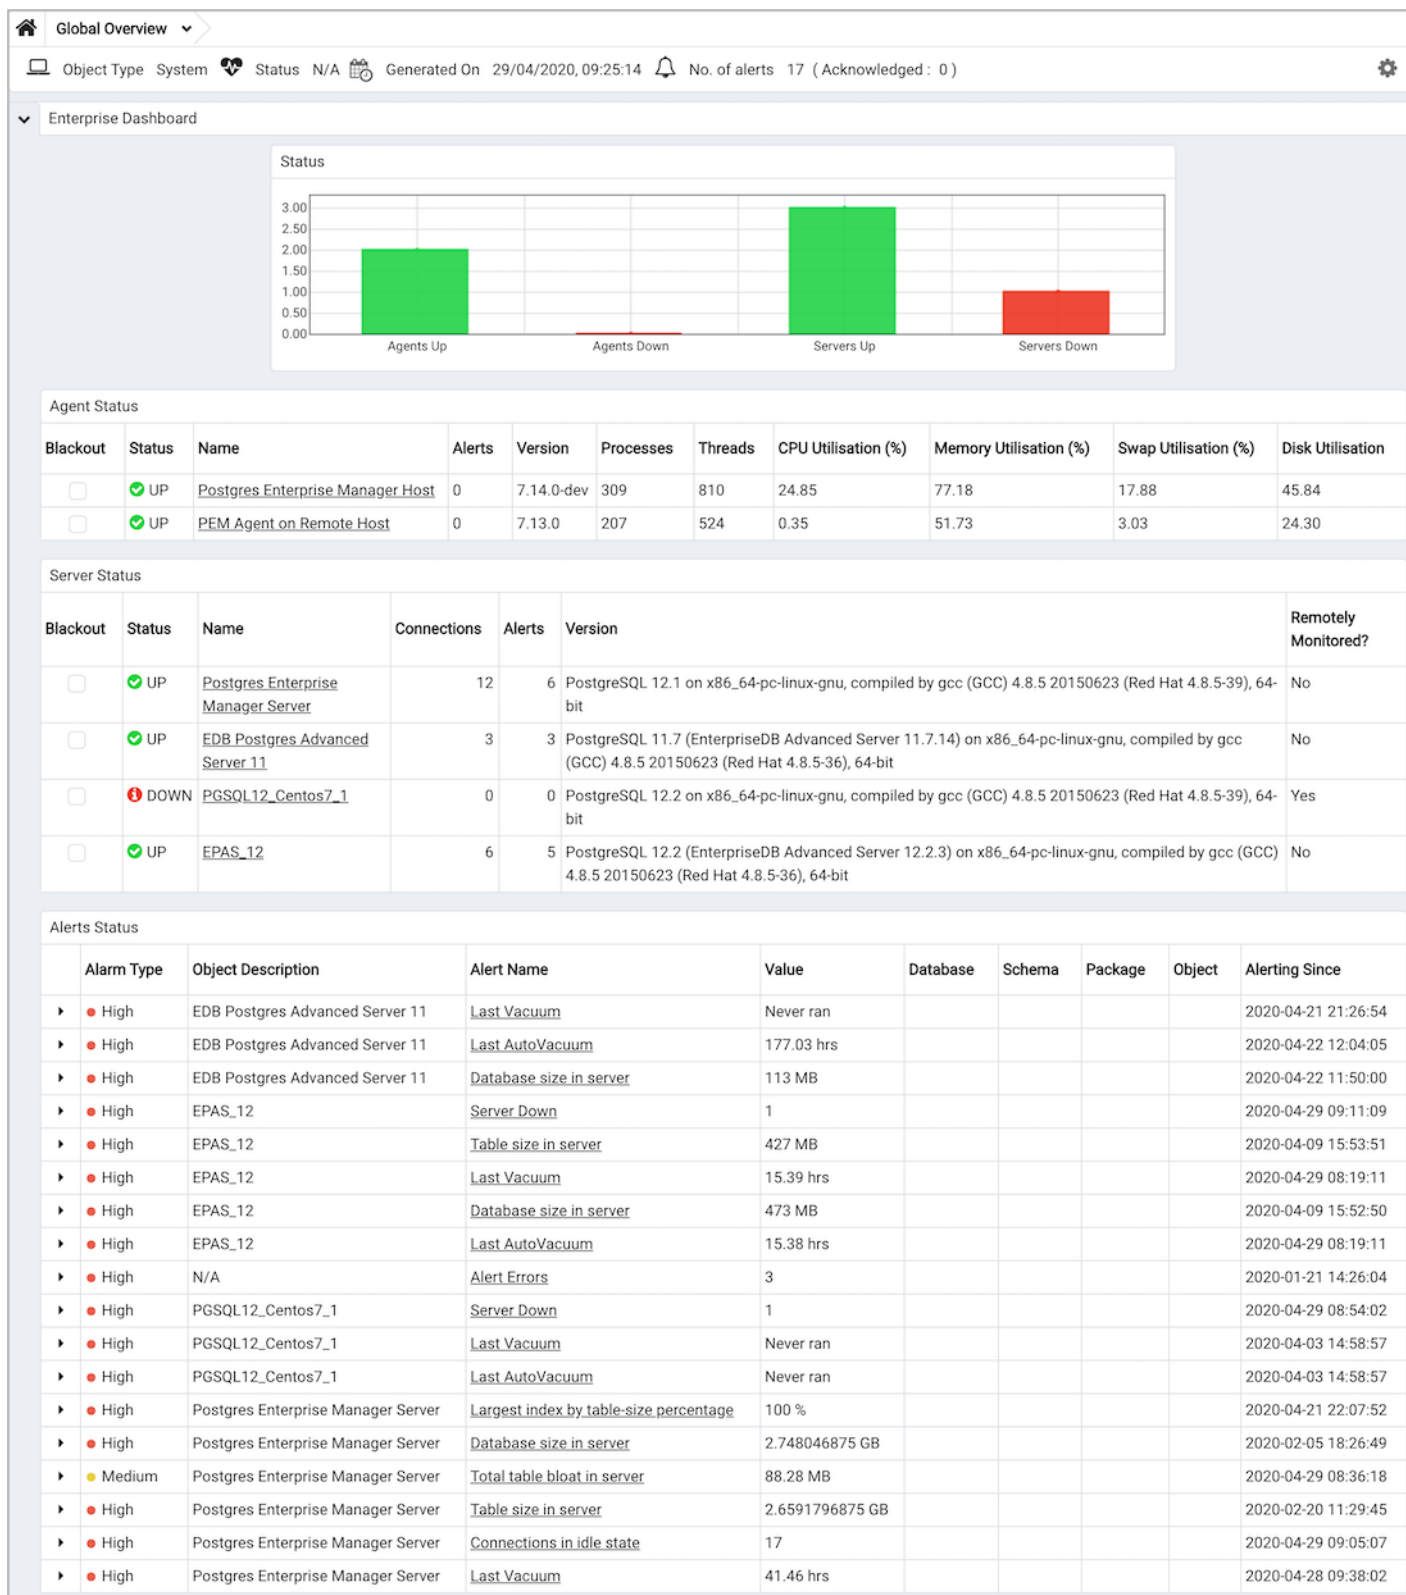 Global Overview
Object Type System Status N/A Generated On 29/04/2020, 09:25:14 No. of alerts 17 ( Acknowledged : 0 )
Enterprise Dashboard
Status
3.00
2.50
2.00
1.50
1.00
0.50
0.00
Agents Up Agents Down Servers Up Servers Down
Agent Status
Blackout Status Name Alerts Version Processes Threads CPU Utilisation (%) Memory Utilisation (%) Swap Utilisation (%) Disk Utilisation
UP Postgres Enterprise Manager Host 0 7.14.0-dev 309 810 24.85 77.18 17.88 45.84
UP PEM Agent on Remote Host 0 7.13.0 207 524 0.35 51.73 3.03 24.30
Server Status
Blackout Status Name Connections Alerts Version Remotely Monitored?
UP Postgres Enterprise Manager Server 12 6 PostgreSQL 12.1 on x86_64-pc-linux-gnu, compiled by gcc (GCC) 4.8.5 20150623 (Red Hat 4.8.5-39), 64-bit No
UP EDB Postgres Advanced Server 11 3 3 PostgreSQL 11.7 (EnterpriseDB Advanced Server 11.7.14) on x86_64-pc-linux-gnu, compiled by gcc (GCC) 4.8.5 20150623 (Red Hat 4.8.5-36), 64-bit No
DOWN PGSQL12_Centos7_1 0 0 PostgreSQL 12.2 on x86_64-pc-linux-gnu, compiled by gcc (GCC) 4.8.5 20150623 (Red Hat 4.8.5-39), 64-bit Yes
UP EPAS_12 6 5 PostgreSQL 12.2 (EnterpriseDB Advanced Server 12.2.3) on x86_64-pc-linux-gnu, compiled by gcc (GCC) 4.8.5 20150623 (Red Hat 4.8.5-36), 64-bit No
Alerts Status
Alarm Type Object Description Alert Name Value Database Schema Package Object Alerting Since
High EDB Postgres Advanced Server 11 Last Vacuum Never ran 2020-04-21 21:26:54
High EDB Postgres Advanced Server 11 Last AutoVacuum 177.03 hrs 2020-04-22 12:04:05
High EDB Postgres Advanced Server 11 Database size in server 113 MB 2020-04-22 11:50:00
High EPAS_12 Server Down 1 2020-04-29 09:11:09
High EPAS_12 Table size in server 427 MB 2020-04-09 15:53:51
High EPAS_12 Last Vacuum 15.39 hrs 2020-04-29 08:19:11
High EPAS_12 Database size in server 473 MB 2020-04-09 15:52:50
High EPAS_12 Last AutoVacuum 15.38 hrs 2020-04-29 08:19:11
High N/A Alert Errors 3 2020-01-21 14:26:04
High PGSQL12_Centos7_1 Server Down 1 2020-04-29 08:54:02
High PGSQL12_Centos7_1 Last Vacuum Never ran 2020-04-03 14:58:57
High PGSQL12_Centos7_1 Last AutoVacuum Never ran 2020-04-03 14:58:57
High Postgres Enterprise Manager Server Largest index by table-size percentage 100 % 2020-04-21 22:07:52
High Postgres Enterprise Manager Server Database size in server 2.748046875 GB 2020-02-05 18:26:49
Medium Postgres Enterprise Manager Server Total table bloat in server 88.28 MB 2020-04-29 08:36:18
High Postgres Enterprise Manager Server Table size in server 2.6591796875 GB 2020-02-20 11:29:45
High Postgres Enterprise Manager Server Connections in idle state 17 2020-04-29 09:05:07
High Postgres Enterprise Manager Server Last Vacuum 41.46 hrs 2020-04-28 09:38:02